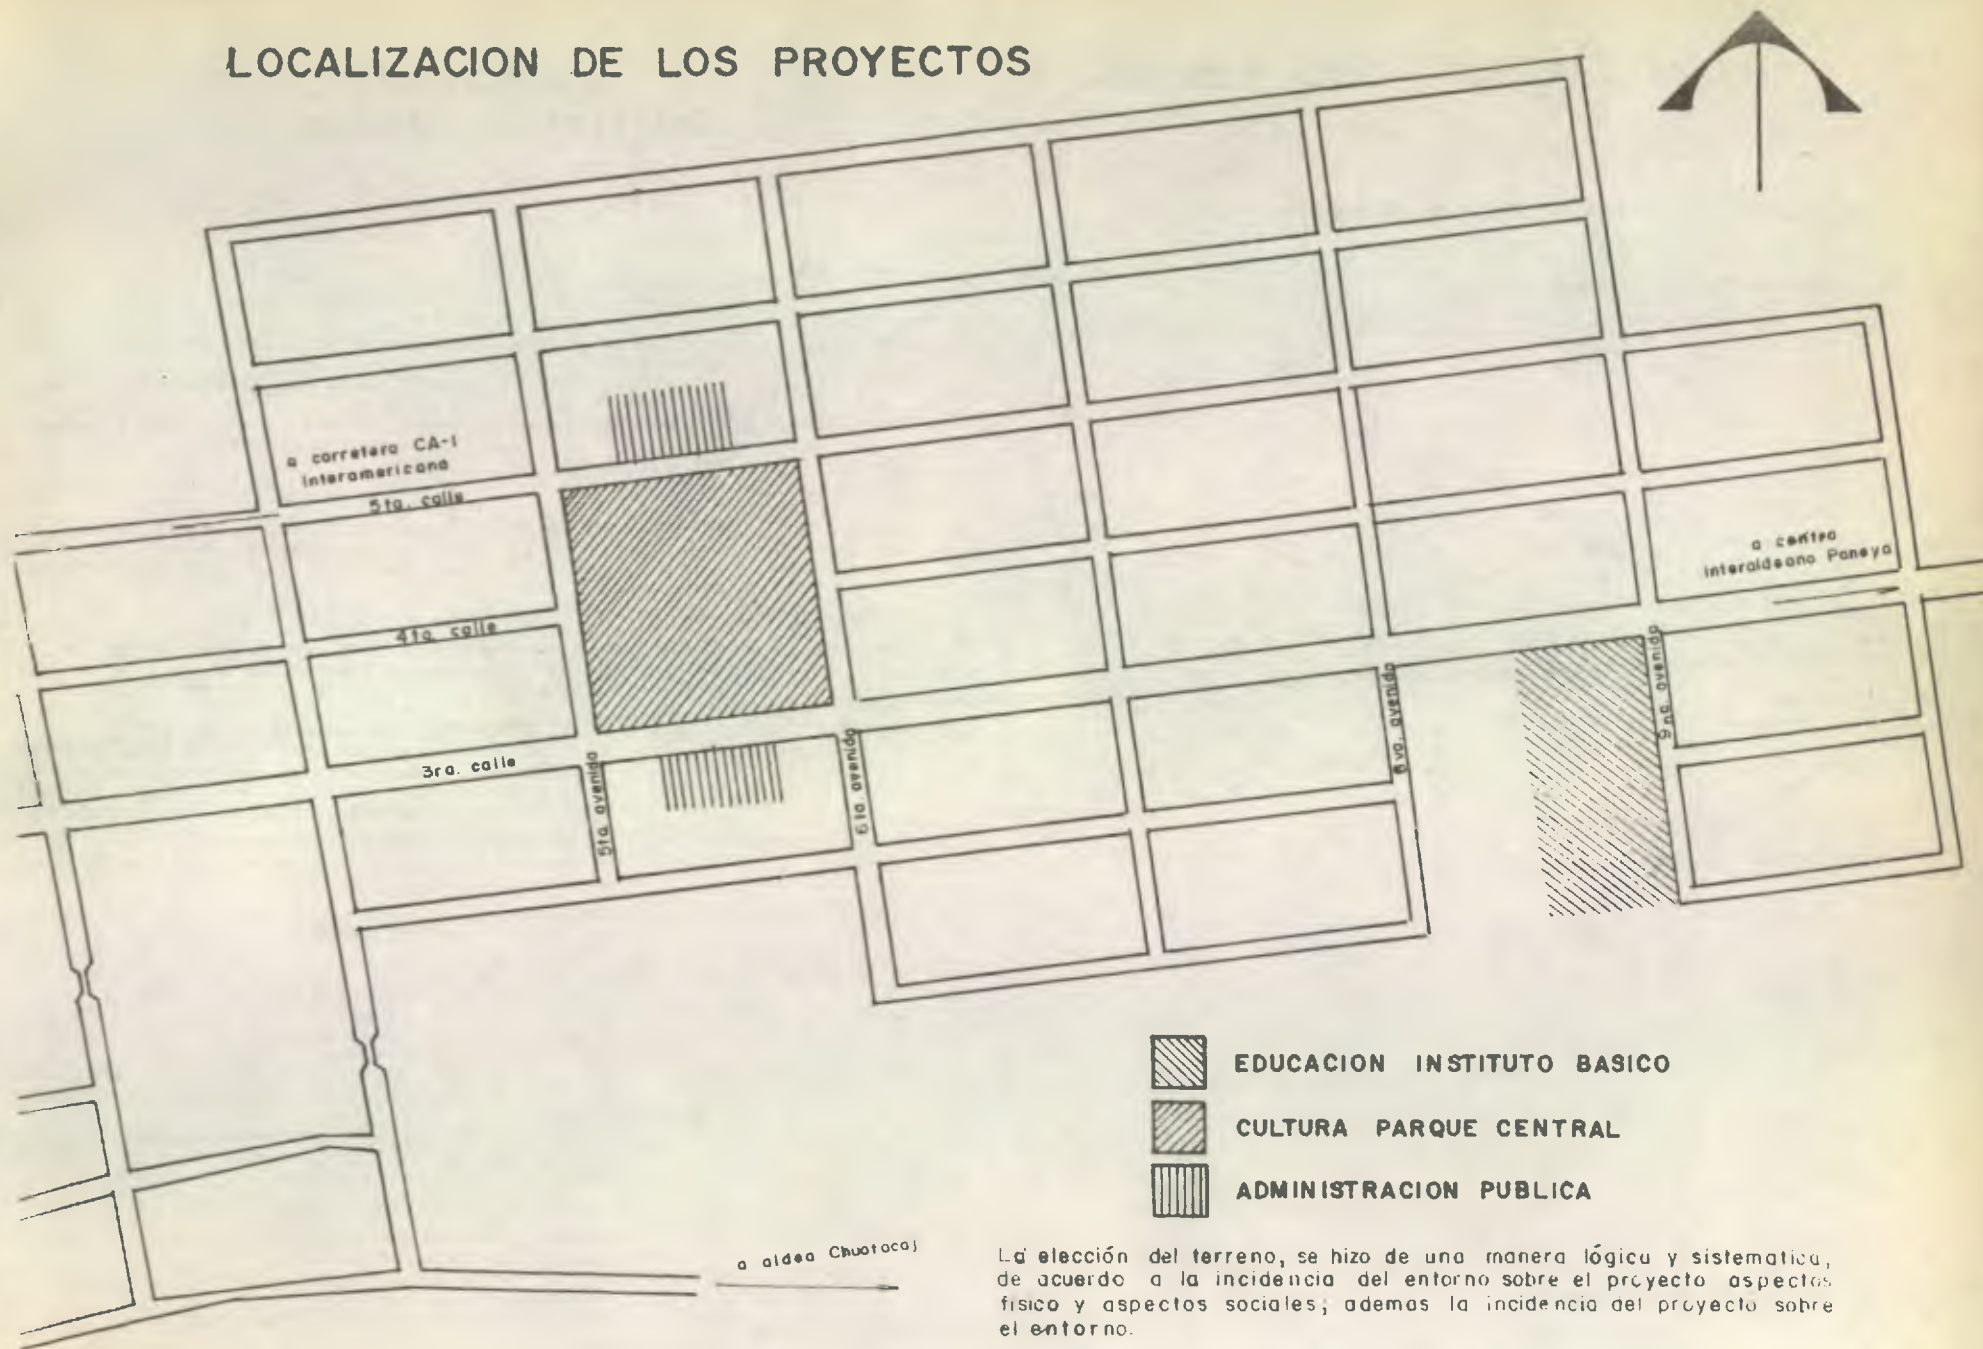 LOCALIZACION DE LOS PROYECTOS
a carretera CA-1
interamericana
5ta. calle
4ta. calle
3ra. calle
5ta. avenida
6ta. avenida
8va. avenida
9na. avenida
a centro
interaldeano Paneya
EDUCACION INSTITUTO BASICO
CULTURA PARQUE CENTRAL
ADMINISTRACION PUBLICA
a aldea Chuatacaj
La elección del terreno, se hizo de una manera lógica y sistematica,
de acuerdo a la incidencia del entorno sobre el proyecto aspectos
fisico y aspectos sociales; ademas la incidencia del proyecto sobre
el entorno.